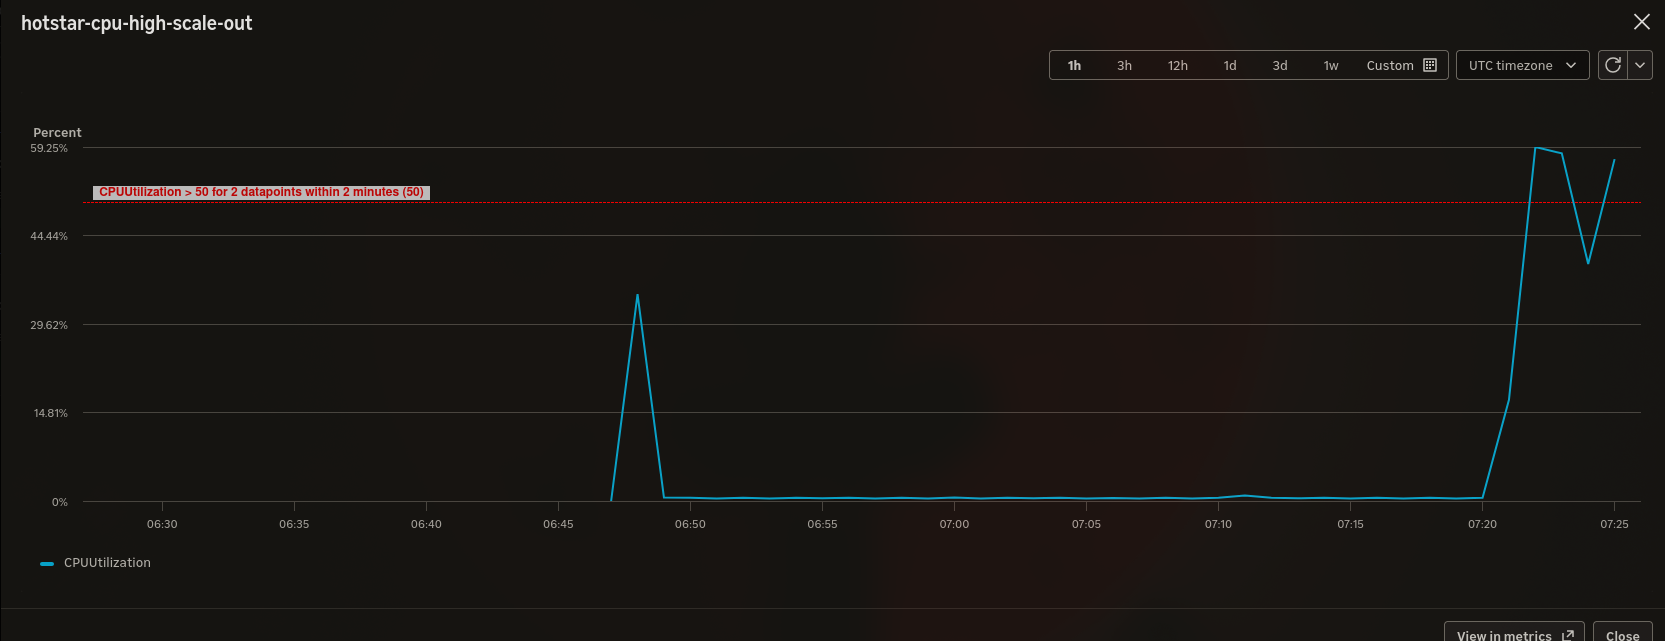 hotstar-cpu-high-scale-out
1h 3h 12h 1d 3d 1w Custom UTC timezone
Percent
59.25%
CPUUtilization > 50 for 2 datapoints within 2 minutes (50)
44.44%
29.62%
14.81%
0%
06:30 06:35 06:40 06:45 06:50 06:55 07:00 07:05 07:10 07:15 07:20 07:25
CPUUtilization
View in metrics Close